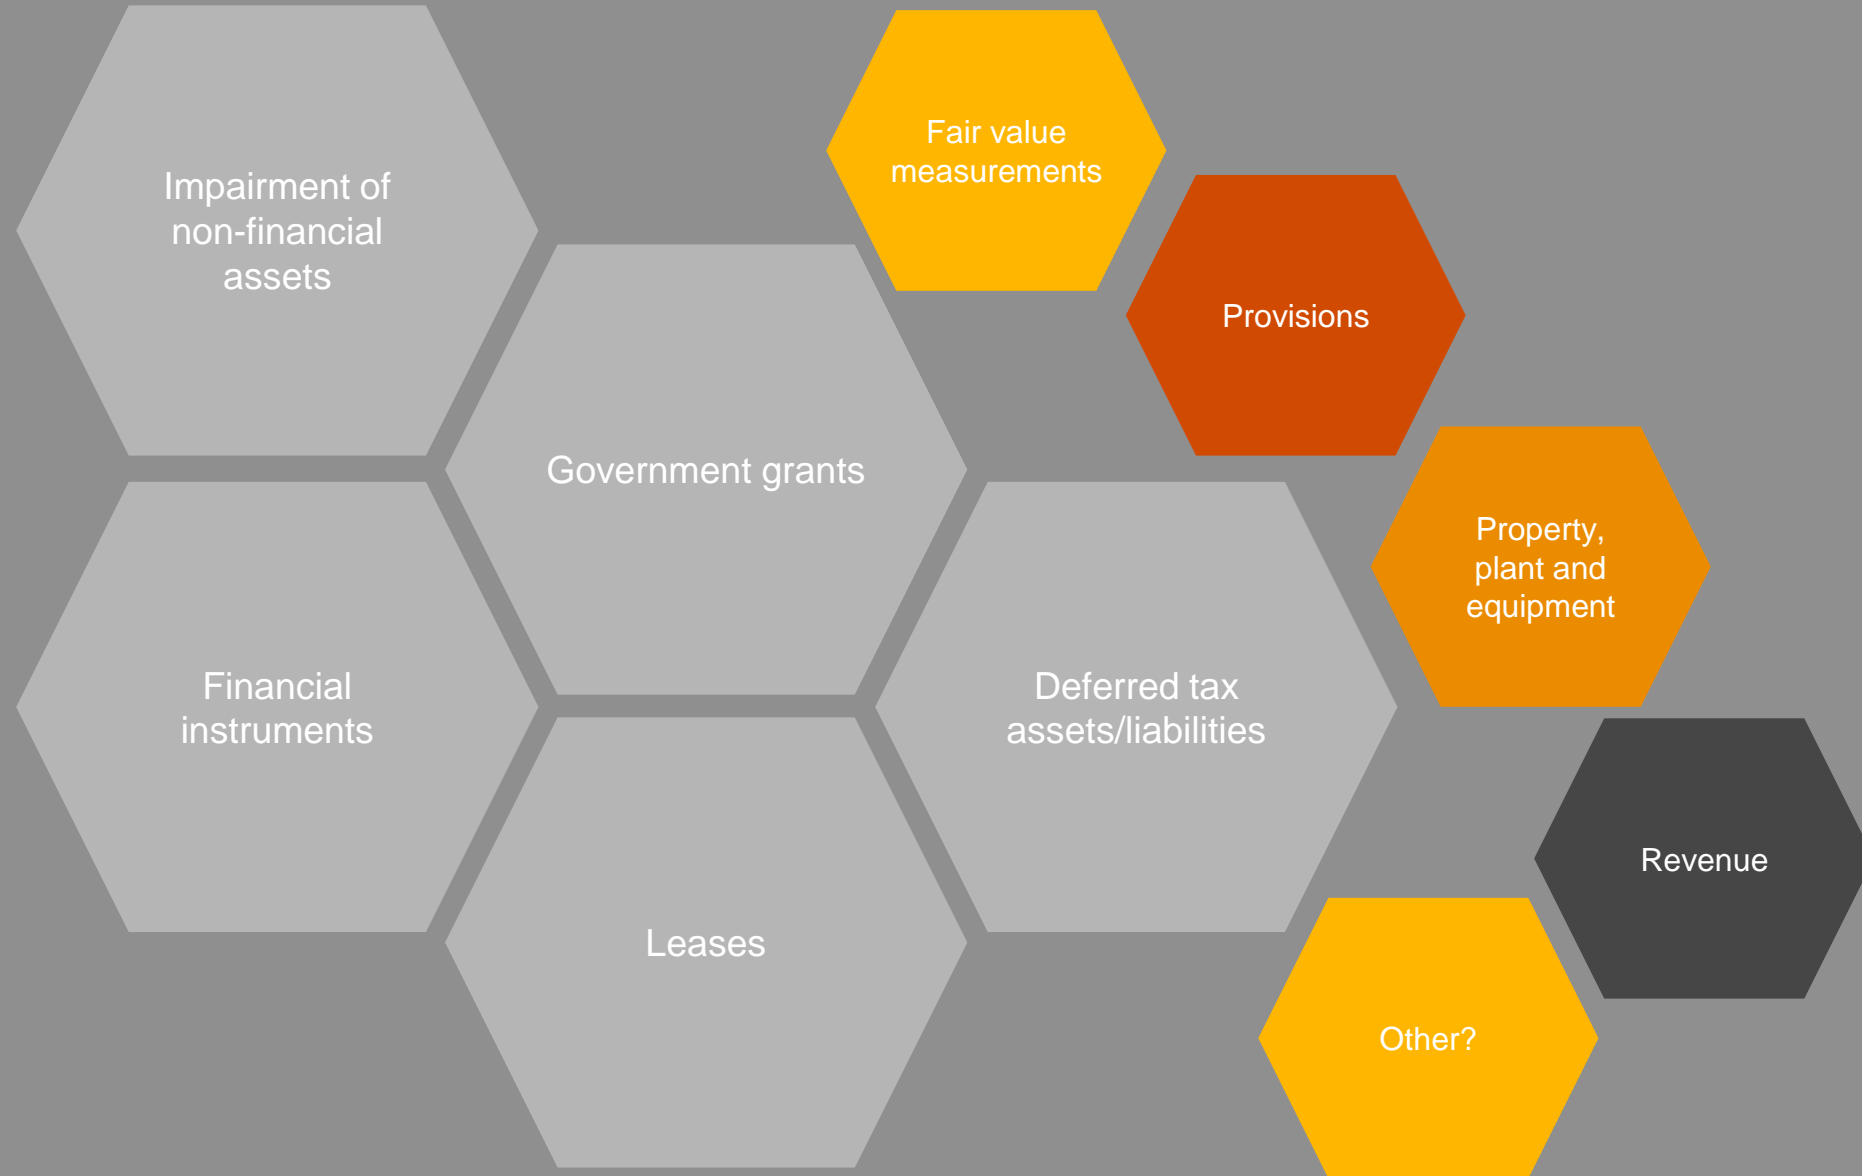 Impairment of
non-financial
assets
Fair value
measurements
Provisions
Government grants
Property,
plant and
equipment
Financial
instruments
Deferred tax
assets/liabilities
Revenue
Leases
Other?